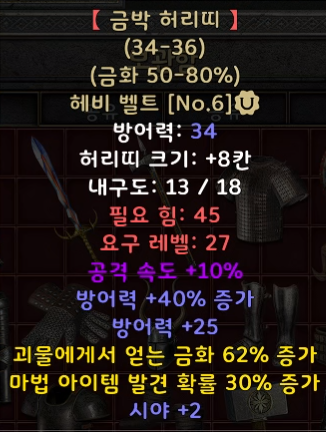 【 금박 허리띠 】
(34-36)
(금화 50-80%)
헤비 벨트 [No.6]
방어력: 34
허리띠 크기: +8칸
내구도: 13 / 18
필요 힘: 45
요구 레벨: 27
공격 속도 +10%
방어력 +40% 증가
방어력 +25
괴물에게서 얻는 금화 62% 증가
마법 아이템 발견 확률 30% 증가
시야 +2